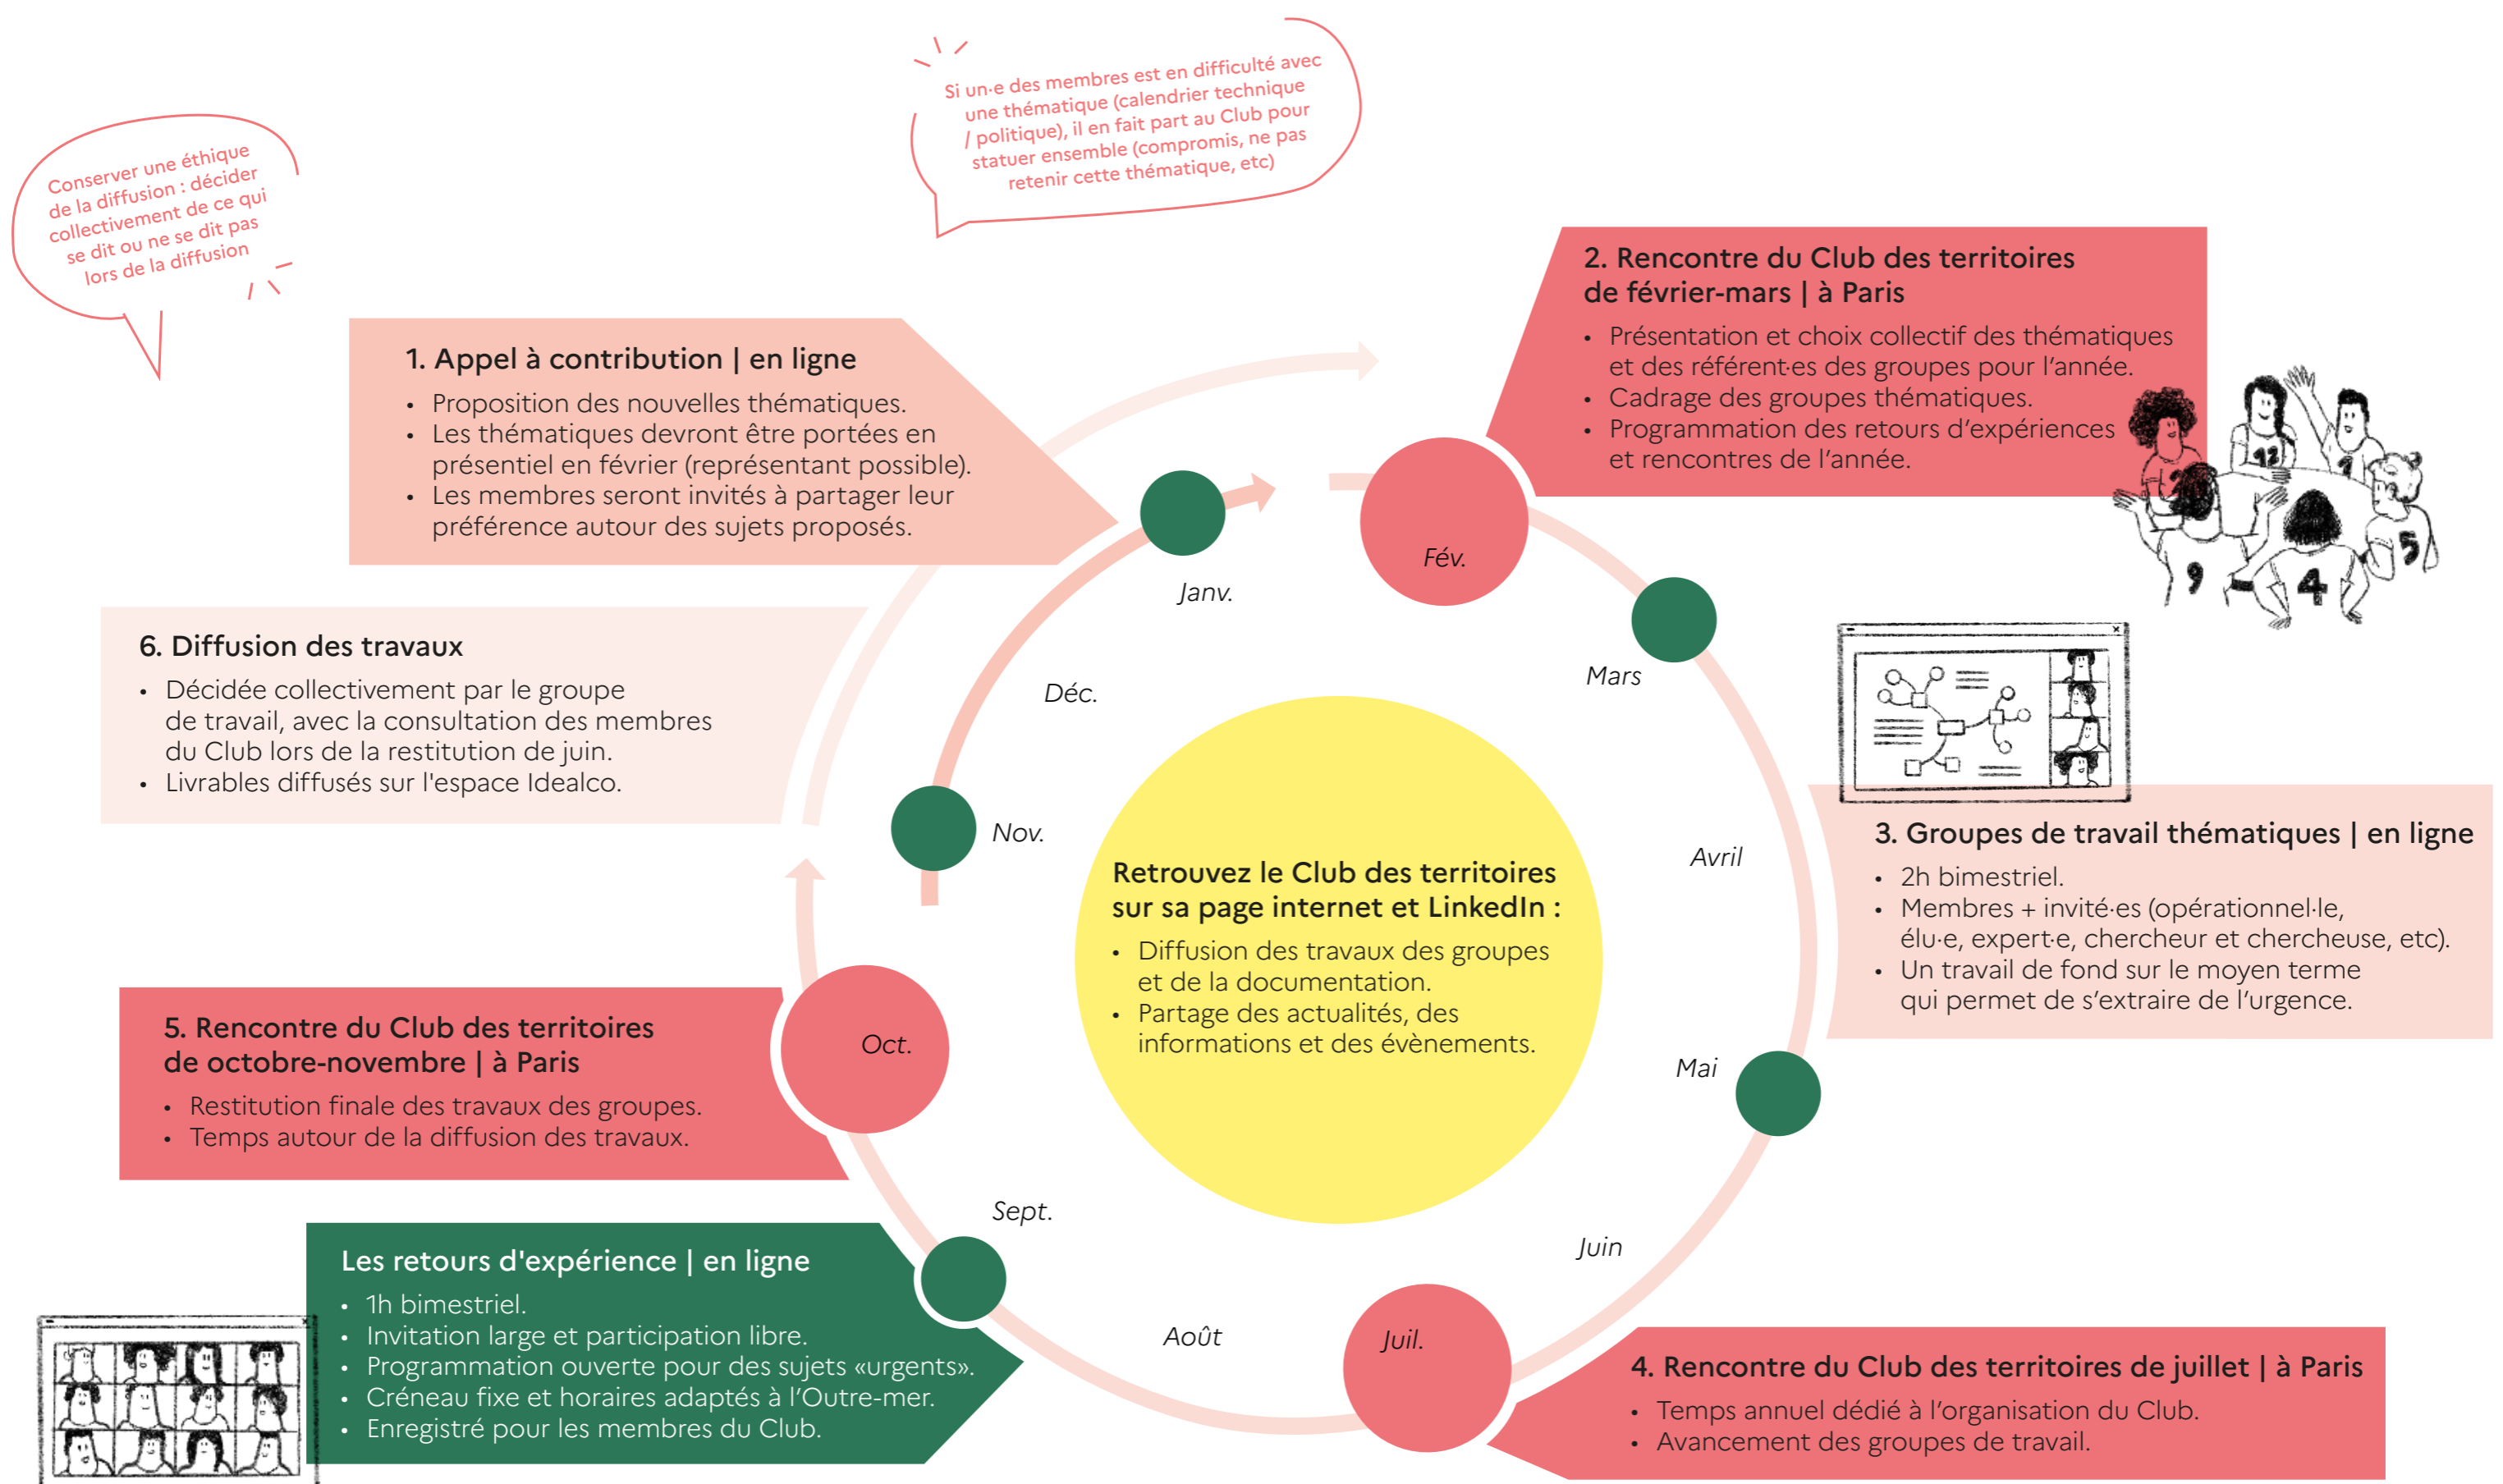 Conserver une éthique
de la diffusion : décider
collectivement de ce qui
se dit ou ne se dit pas
lors de la diffusion
Si un·e des membres est en difficulté avec
une thématique (calendrier technique
/ politique), il en fait part au Club pour
statuer ensemble (compromis, ne pas
retenir cette thématique, etc)
1. Appel à contribution | en ligne
• Proposition des nouvelles thématiques.
• Les thématiques devront être portées en
présentiel en février (représentant possible).
• Les membres seront invités à partager leur
préférence autour des sujets proposés.
2. Rencontre du Club des territoires
de février-mars | à Paris
• Présentation et choix collectif des thématiques
et des référent·es des groupes pour l’année.
• Cadrage des groupes thématiques.
• Programmation des retours d’expériences
et rencontres de l’année.
12
1
5
9
4
3. Groupes de travail thématiques | en ligne
• 2h bimestriel.
• Membres + invité·es (opérationnel·le,
élu·e, expert·e, chercheur et chercheuse, etc).
• Un travail de fond sur le moyen terme
qui permet de s’extraire de l’urgence.
4. Rencontre du Club des territoires de juillet | à Paris
• Temps annuel dédié à l’organisation du Club.
• Avancement des groupes de travail.
Les retours d'expérience | en ligne
• 1h bimestriel.
• Invitation large et participation libre.
• Programmation ouverte pour des sujets «urgents».
• Créneau fixe et horaires adaptés à l’Outre-mer.
• Enregistré pour les membres du Club.
5. Rencontre du Club des territoires
de octobre-novembre | à Paris
• Restitution finale des travaux des groupes.
• Temps autour de la diffusion des travaux.
6. Diffusion des travaux
• Décidée collectivement par le groupe
de travail, avec la consultation des membres
du Club lors de la restitution de juin.
• Livrables diffusés sur l'espace Idealco.
Janv.
Fév.
Mars
Avril
Mai
Juin
Juil.
Août
Sept.
Oct.
Nov.
Déc.
Retrouvez le Club des territoires
sur sa page internet et LinkedIn :
• Diffusion des travaux des groupes
et de la documentation.
• Partage des actualités, des
informations et des évènements.